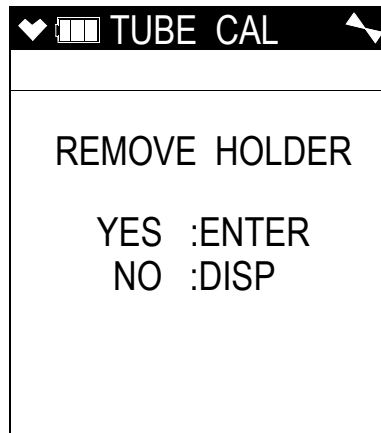 TUBE CAL
REMOVE HOLDER
YES :ENTER
NO :DISP